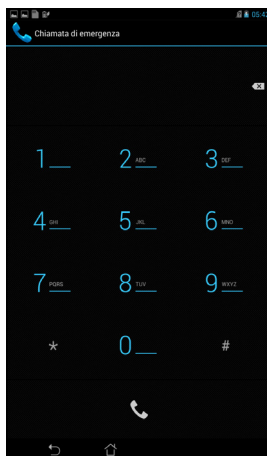 05:42
Chiamata di emergenza
1 2 ABC 3 DEF
4 GHI 5 JKL 6 MNO
7 PQRS 8 TUV 9 WXYZ
* 0 #